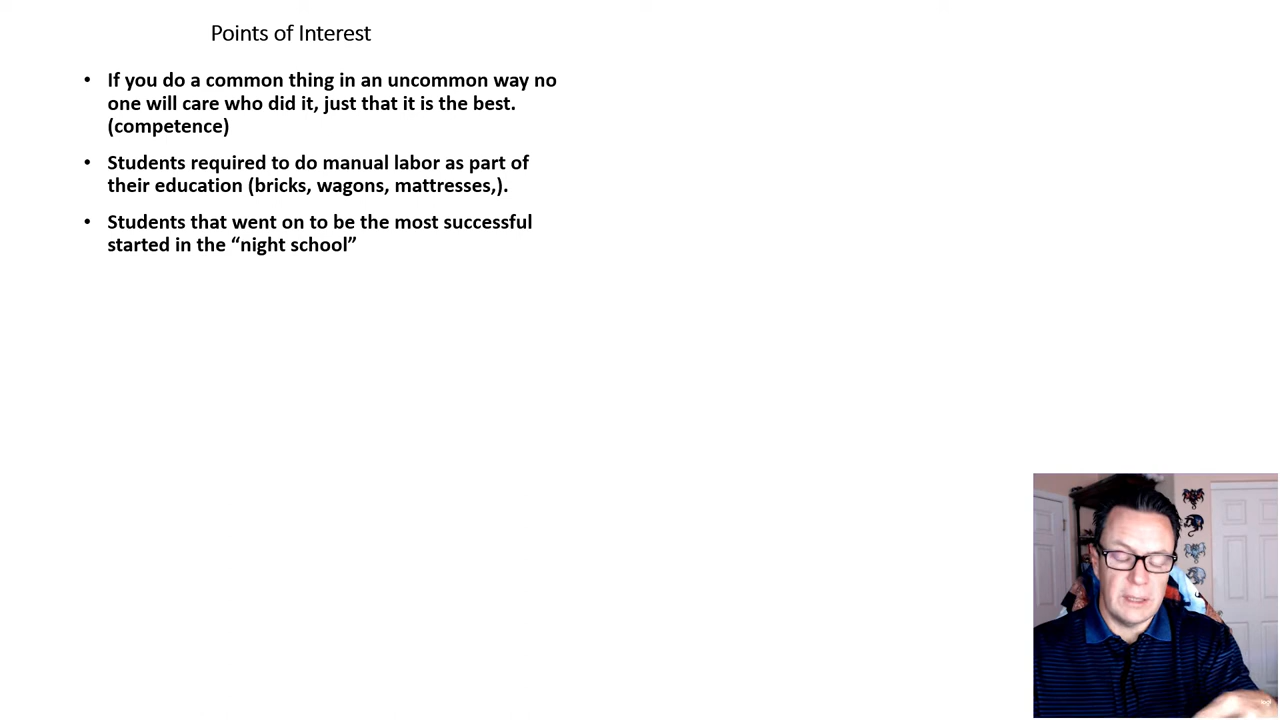 Points of Interest
• If you do a common thing in an uncommon way no
one will care who did it, just that it is the best.
(competence)
• Students required to do manual labor as part of
their education (bricks, wagons, mattresses,).
• Students that went on to be the most successful
started in the “night school”
logi